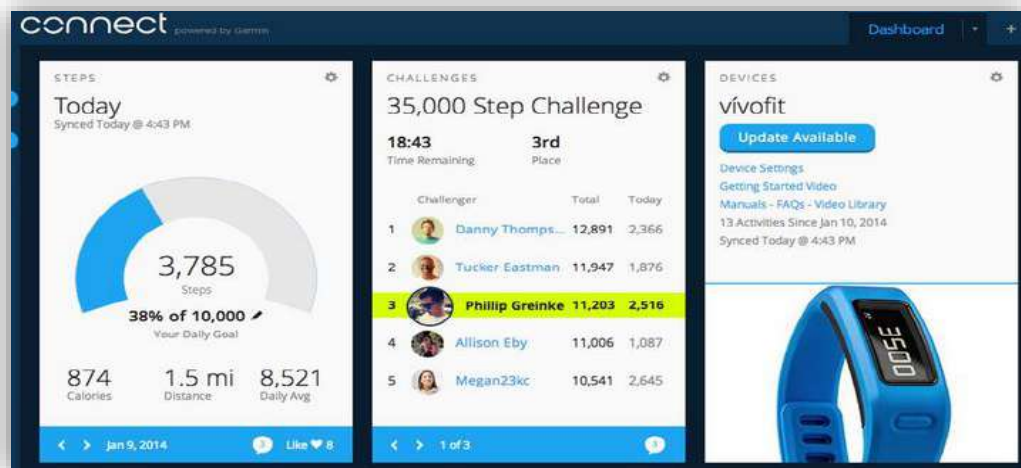 connect powered by Garmin
Dashboard
STEPS
Today
Synced Today @ 4:43 PM
3,785
Steps
38% of 10,000
Your Daily Goal
874 1.5 mi 8,521
Calories Distance Daily Avg
Jan 9, 2014 3 Like 8
CHALLENGES
35,000 Step Challenge
18:43 3rd
Time Remaining Place
Challenger Total Today
1 Danny Thomps... 12,891 2,366
2 Tucker Eastman 11,947 1,876
3 Phillip Greinke 11,203 2,516
4 Allison Eby 11,006 1,087
5 Megan23kc 10,541 2,645
1 of 3 3
DEVICES
vívofit
Update Available
Device Settings
Getting Started Video
Manuals - FAQs - Video Library
13 Activities Since Jan 10, 2014
Synced Today @ 4:43 PM